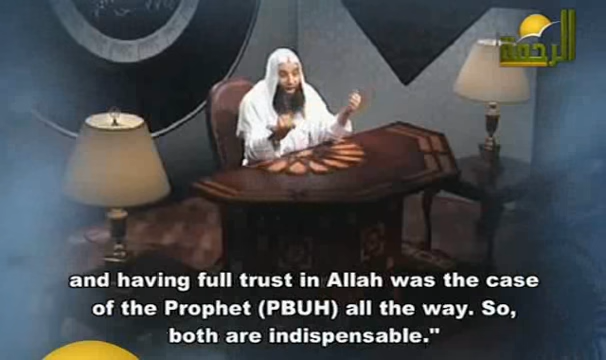 الرحمة
and having full trust in Allah was the case
of the Prophet (PBUH) all the way. So,
both are indispensable."